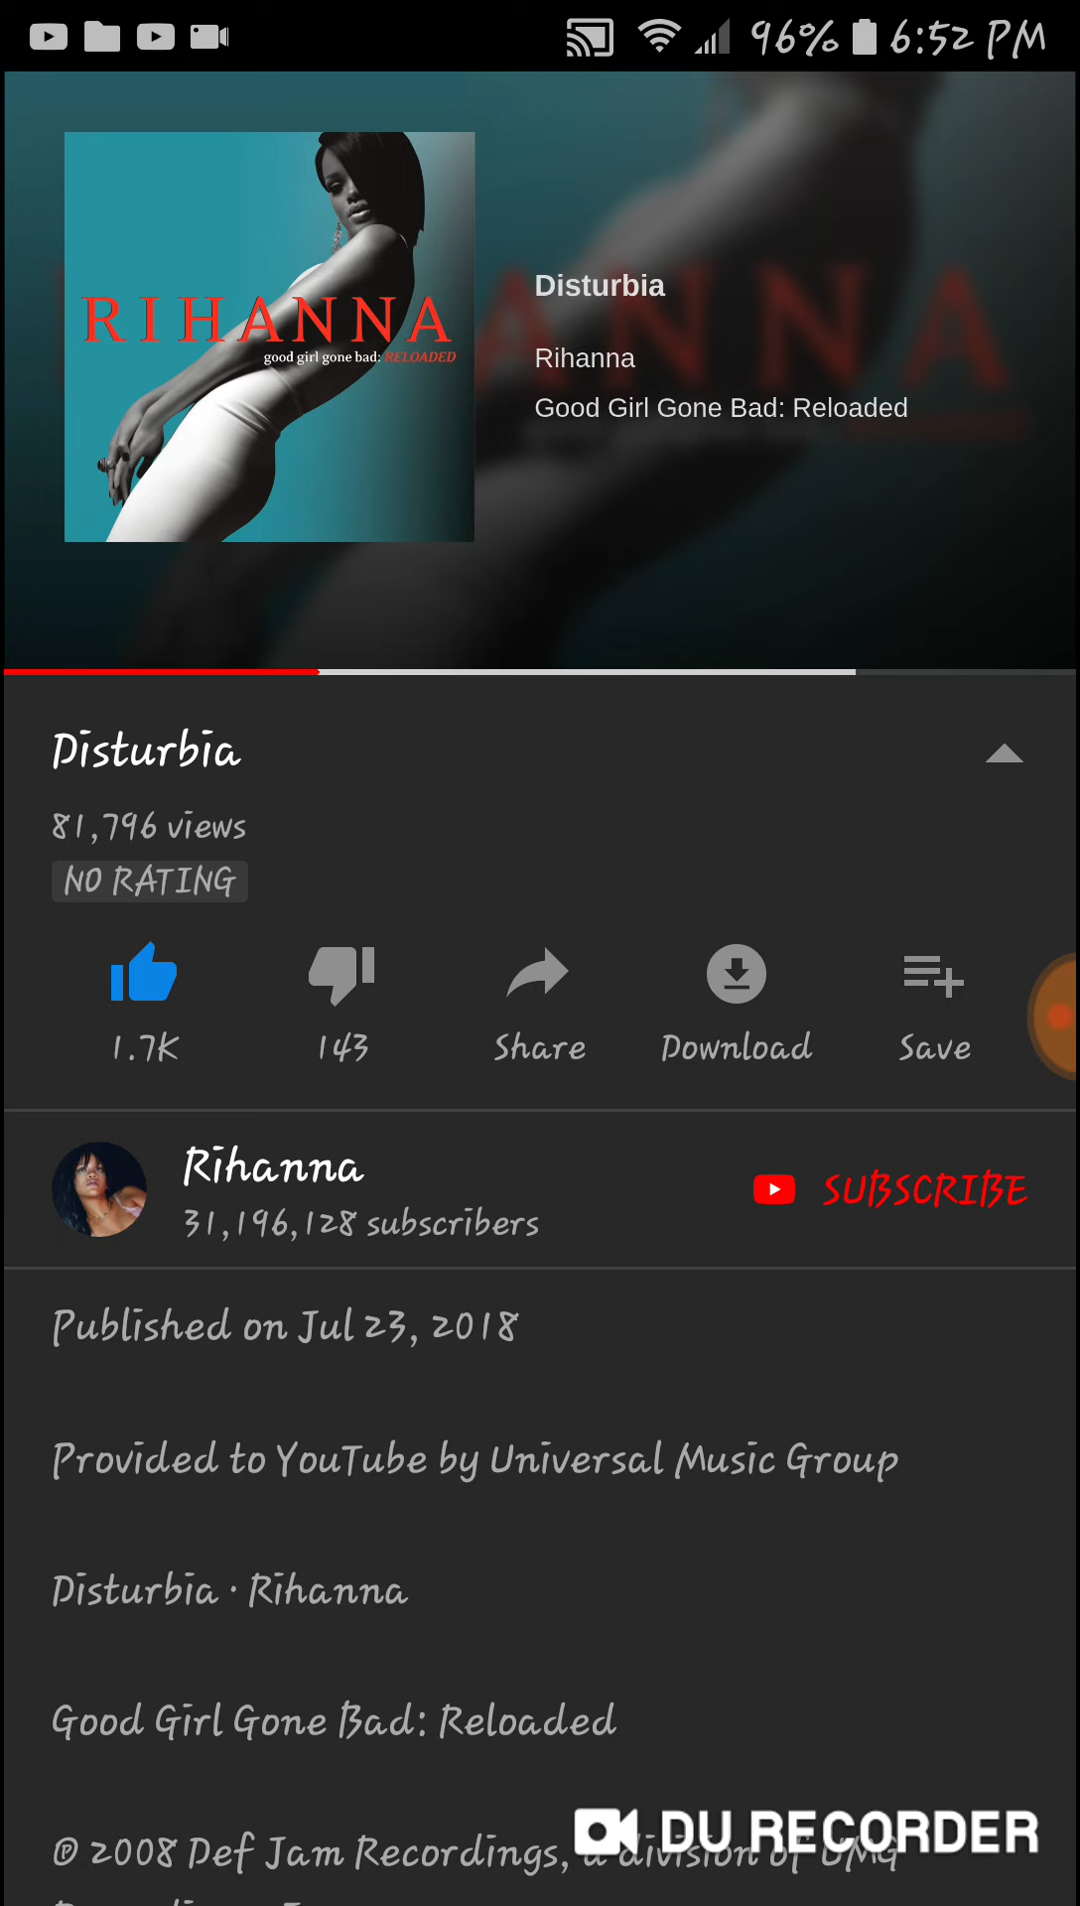 96% 6:52 PM
RIHANNA
good girl gone bad: RELOADED
Disturbia
Rihanna
Good Girl Gone Bad: Reloaded
Disturbia
81,796 views
NO RATING
1.7K 143 Share Download Save
Rihanna
31,196,128 subscribers
SUBSCRIBE
Published on Jul 23, 2018
Provided to YouTube by Universal Music Group
Disturbia · Rihanna
Good Girl Gone Bad: Reloaded
DU RECORDER
℗ 2008 Def Jam Recordings, a division of UMG